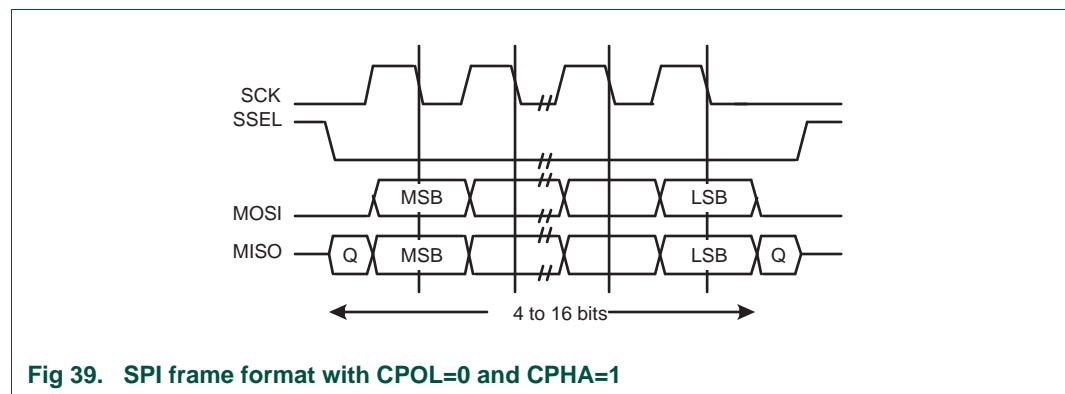 SCK
SSEL
MOSI MSB LSB
MISO Q MSB LSB Q
4 to 16 bits
Fig 39. SPI frame format with CPOL=0 and CPHA=1